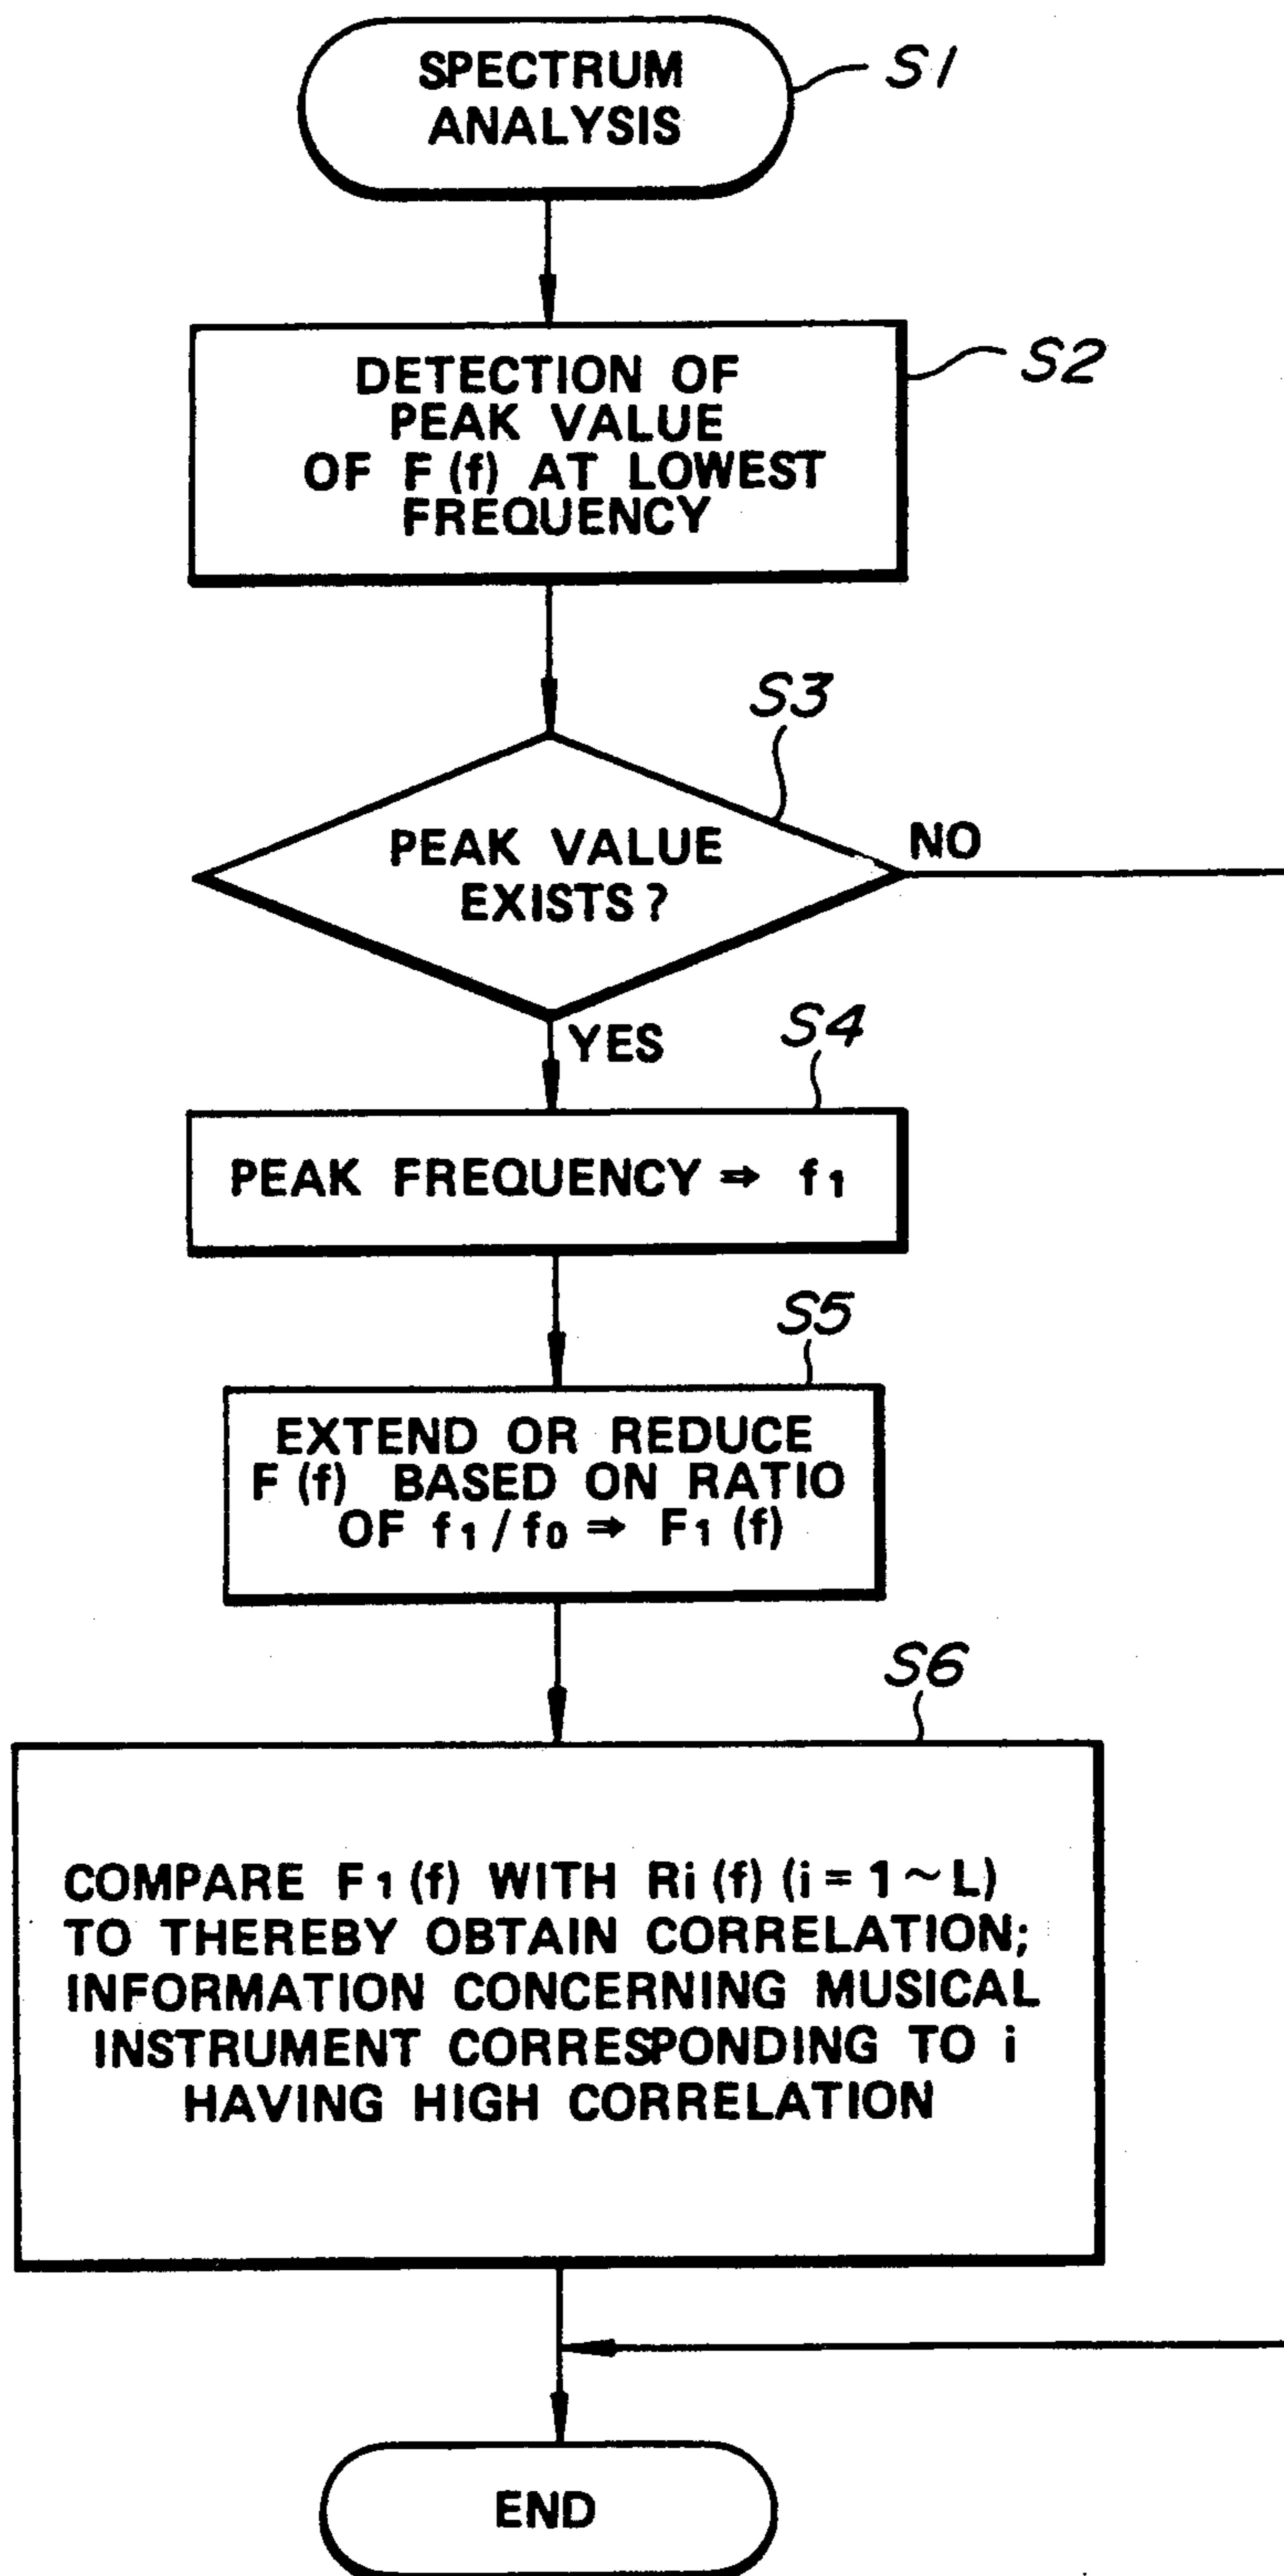 SPECTRUM
ANALYSIS
S1
DETECTION OF
PEAK VALUE
OF F (f) AT LOWEST
FREQUENCY
S2
S3
PEAK VALUE
EXISTS?
NO
YES
S4
PEAK FREQUENCY ⇒ f1
S5
EXTEND OR REDUCE
F (f) BASED ON RATIO
OF f1 / f0 ⇒ F1 (f)
S6
COMPARE F1 (f) WITH Ri (f) (i = 1 ~ L)
TO THEREBY OBTAIN CORRELATION;
INFORMATION CONCERNING MUSICAL
INSTRUMENT CORRESPONDING TO i
HAVING HIGH CORRELATION
END